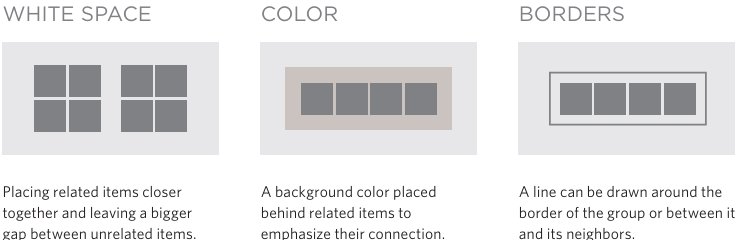 WHITE SPACE
Placing related items closer
together and leaving a bigger
gap between unrelated items.
COLOR
A background color placed
behind related items to
emphasize their connection.
BORDERS
A line can be drawn around the
border of the group or between it
and its neighbors.